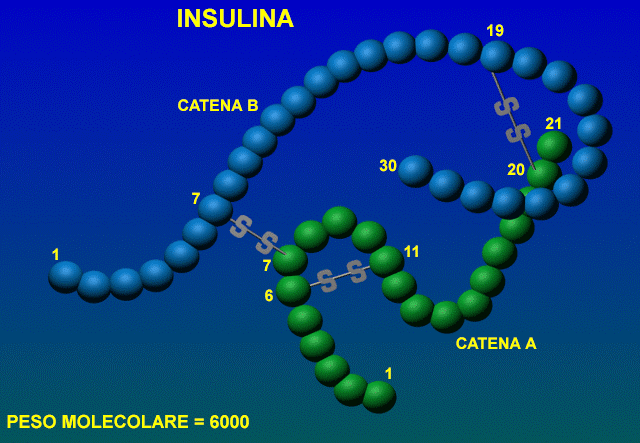 INSULINA
19
CATENA B
21
20
30
7
S
S
1
S
S
7
11
S
S
6
CATENA A
1
PESO MOLECOLARE = 6000